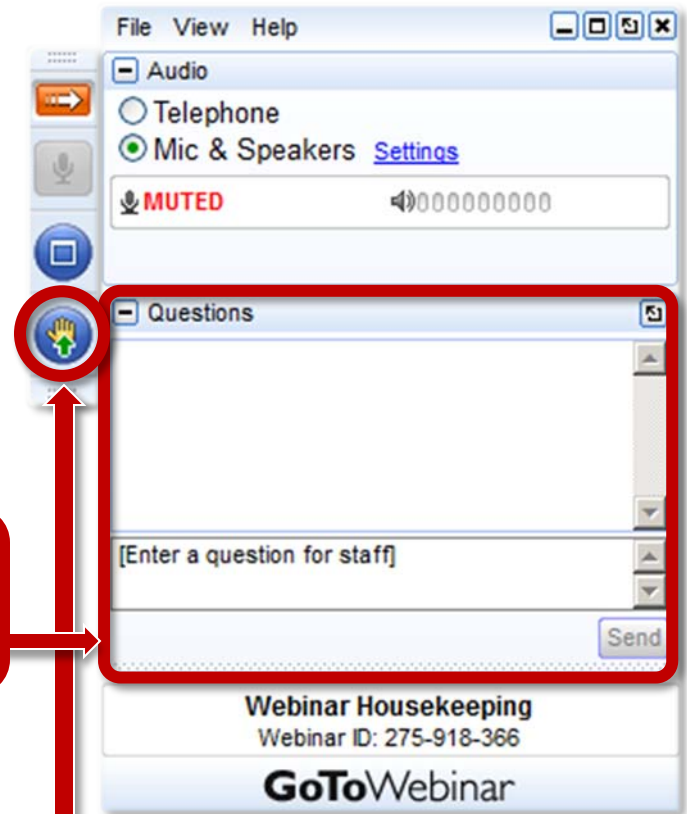 File View Help
Audio
Telephone
Mic & Speakers Settings
MUTED 000000000
Questions
[Enter a question for staff]
Send
Webinar Housekeeping
Webinar ID: 275-918-366
GoToWebinar